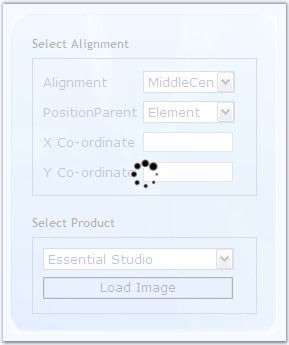 Select Alignment
Alignment MiddleCen
PositionParent Element
X Co-ordinate
Y Co-ordinate
Select Product
Essential Studio
Load Image